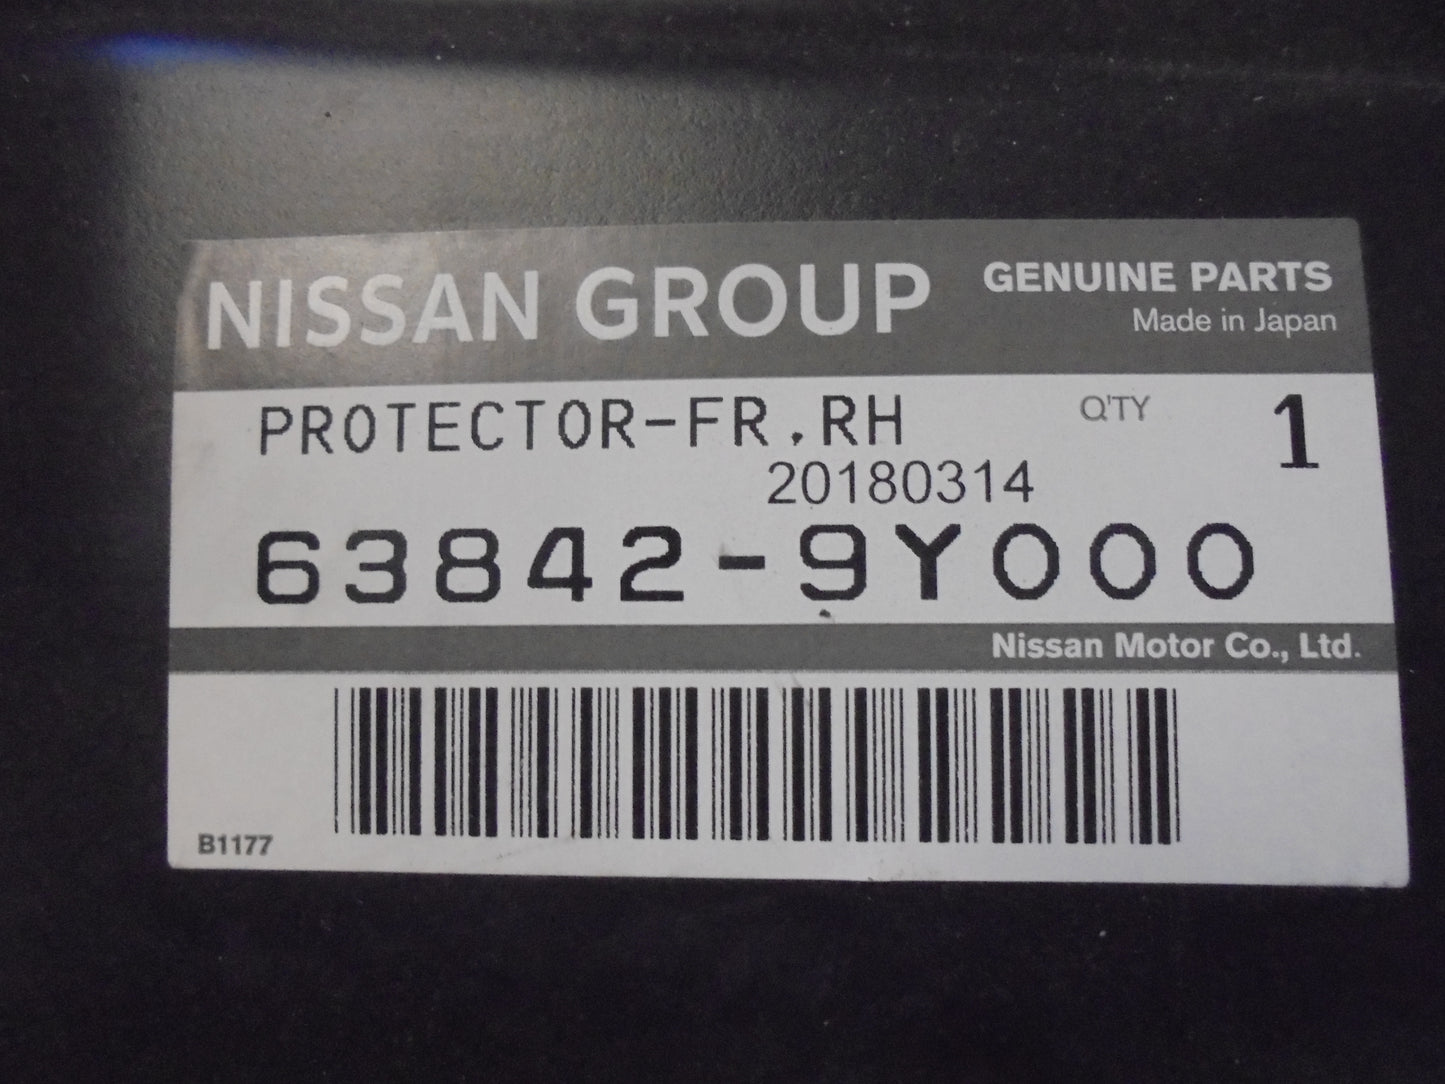 NISSAN GROUP
GENUINE PARTS
Made in Japan
PROTECTOR-FR,RH
Q'TY 1
20180314
63842-9Y000
Nissan Motor Co., Ltd.
B1177